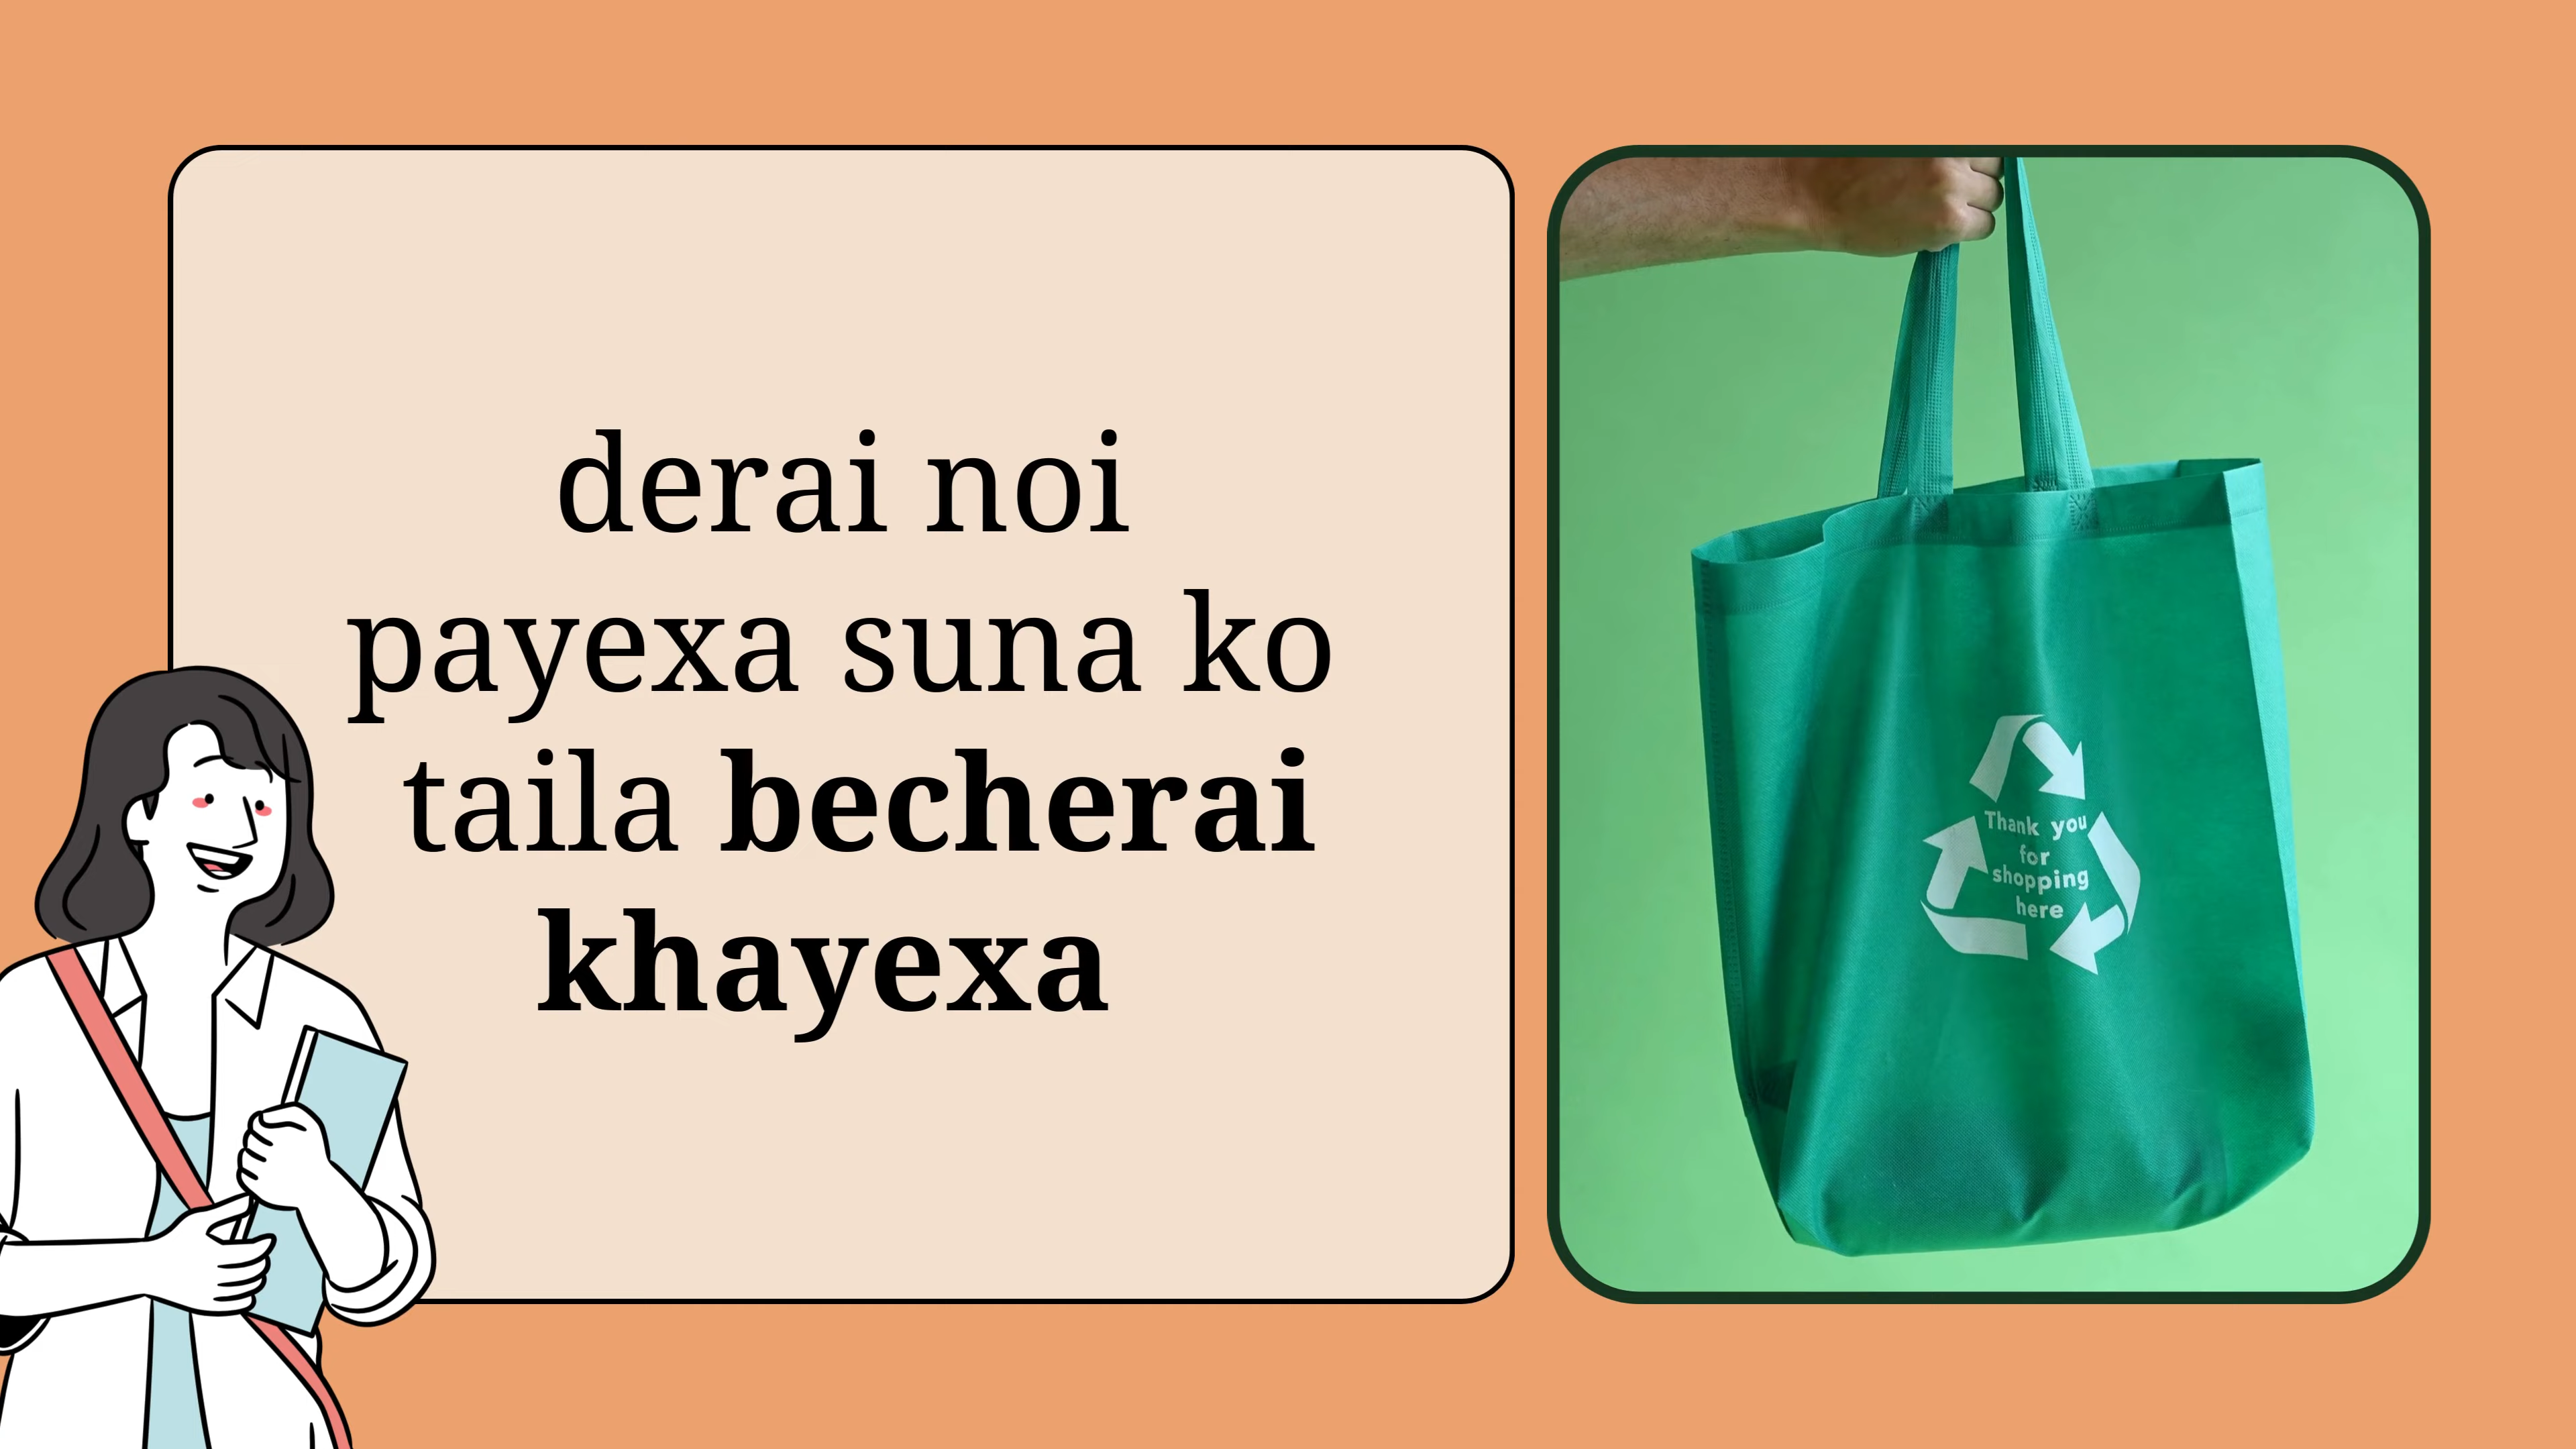 derai noi
payexa suna ko
taila becherai
khayexa
Thank you
for
shopping
here